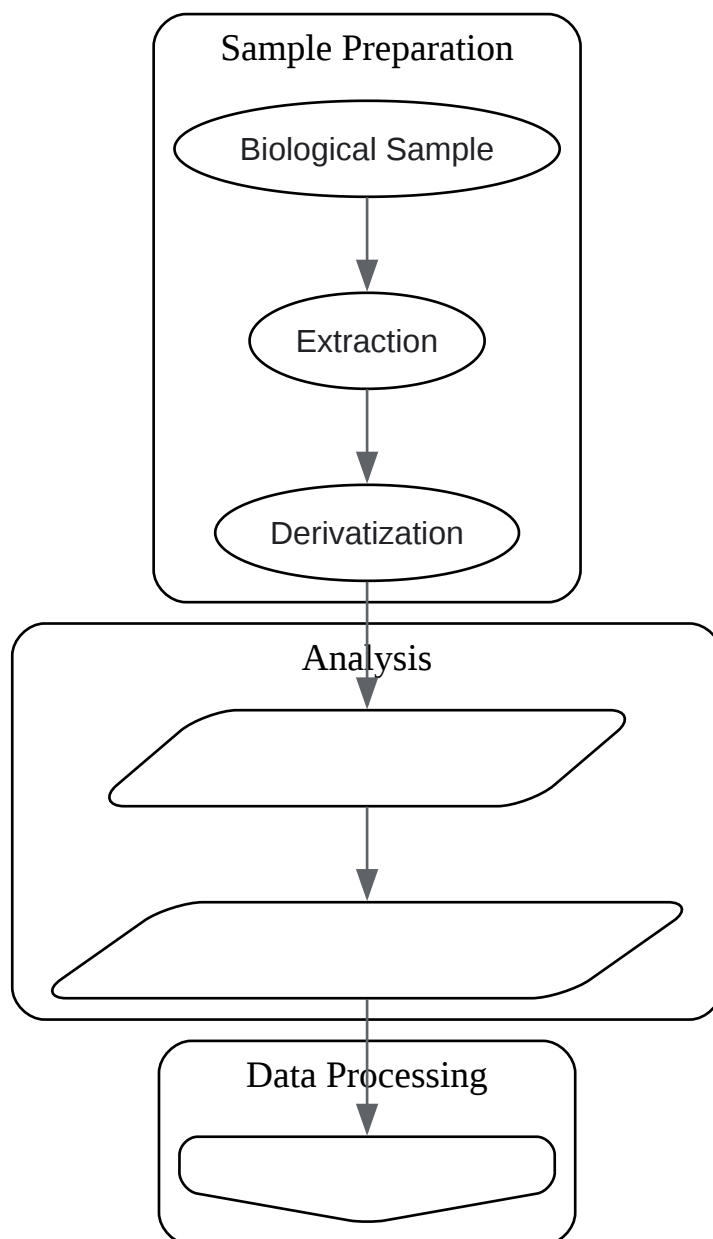 Sample Preparation
Biological Sample
Extraction
Derivatization
Analysis
Data Processing